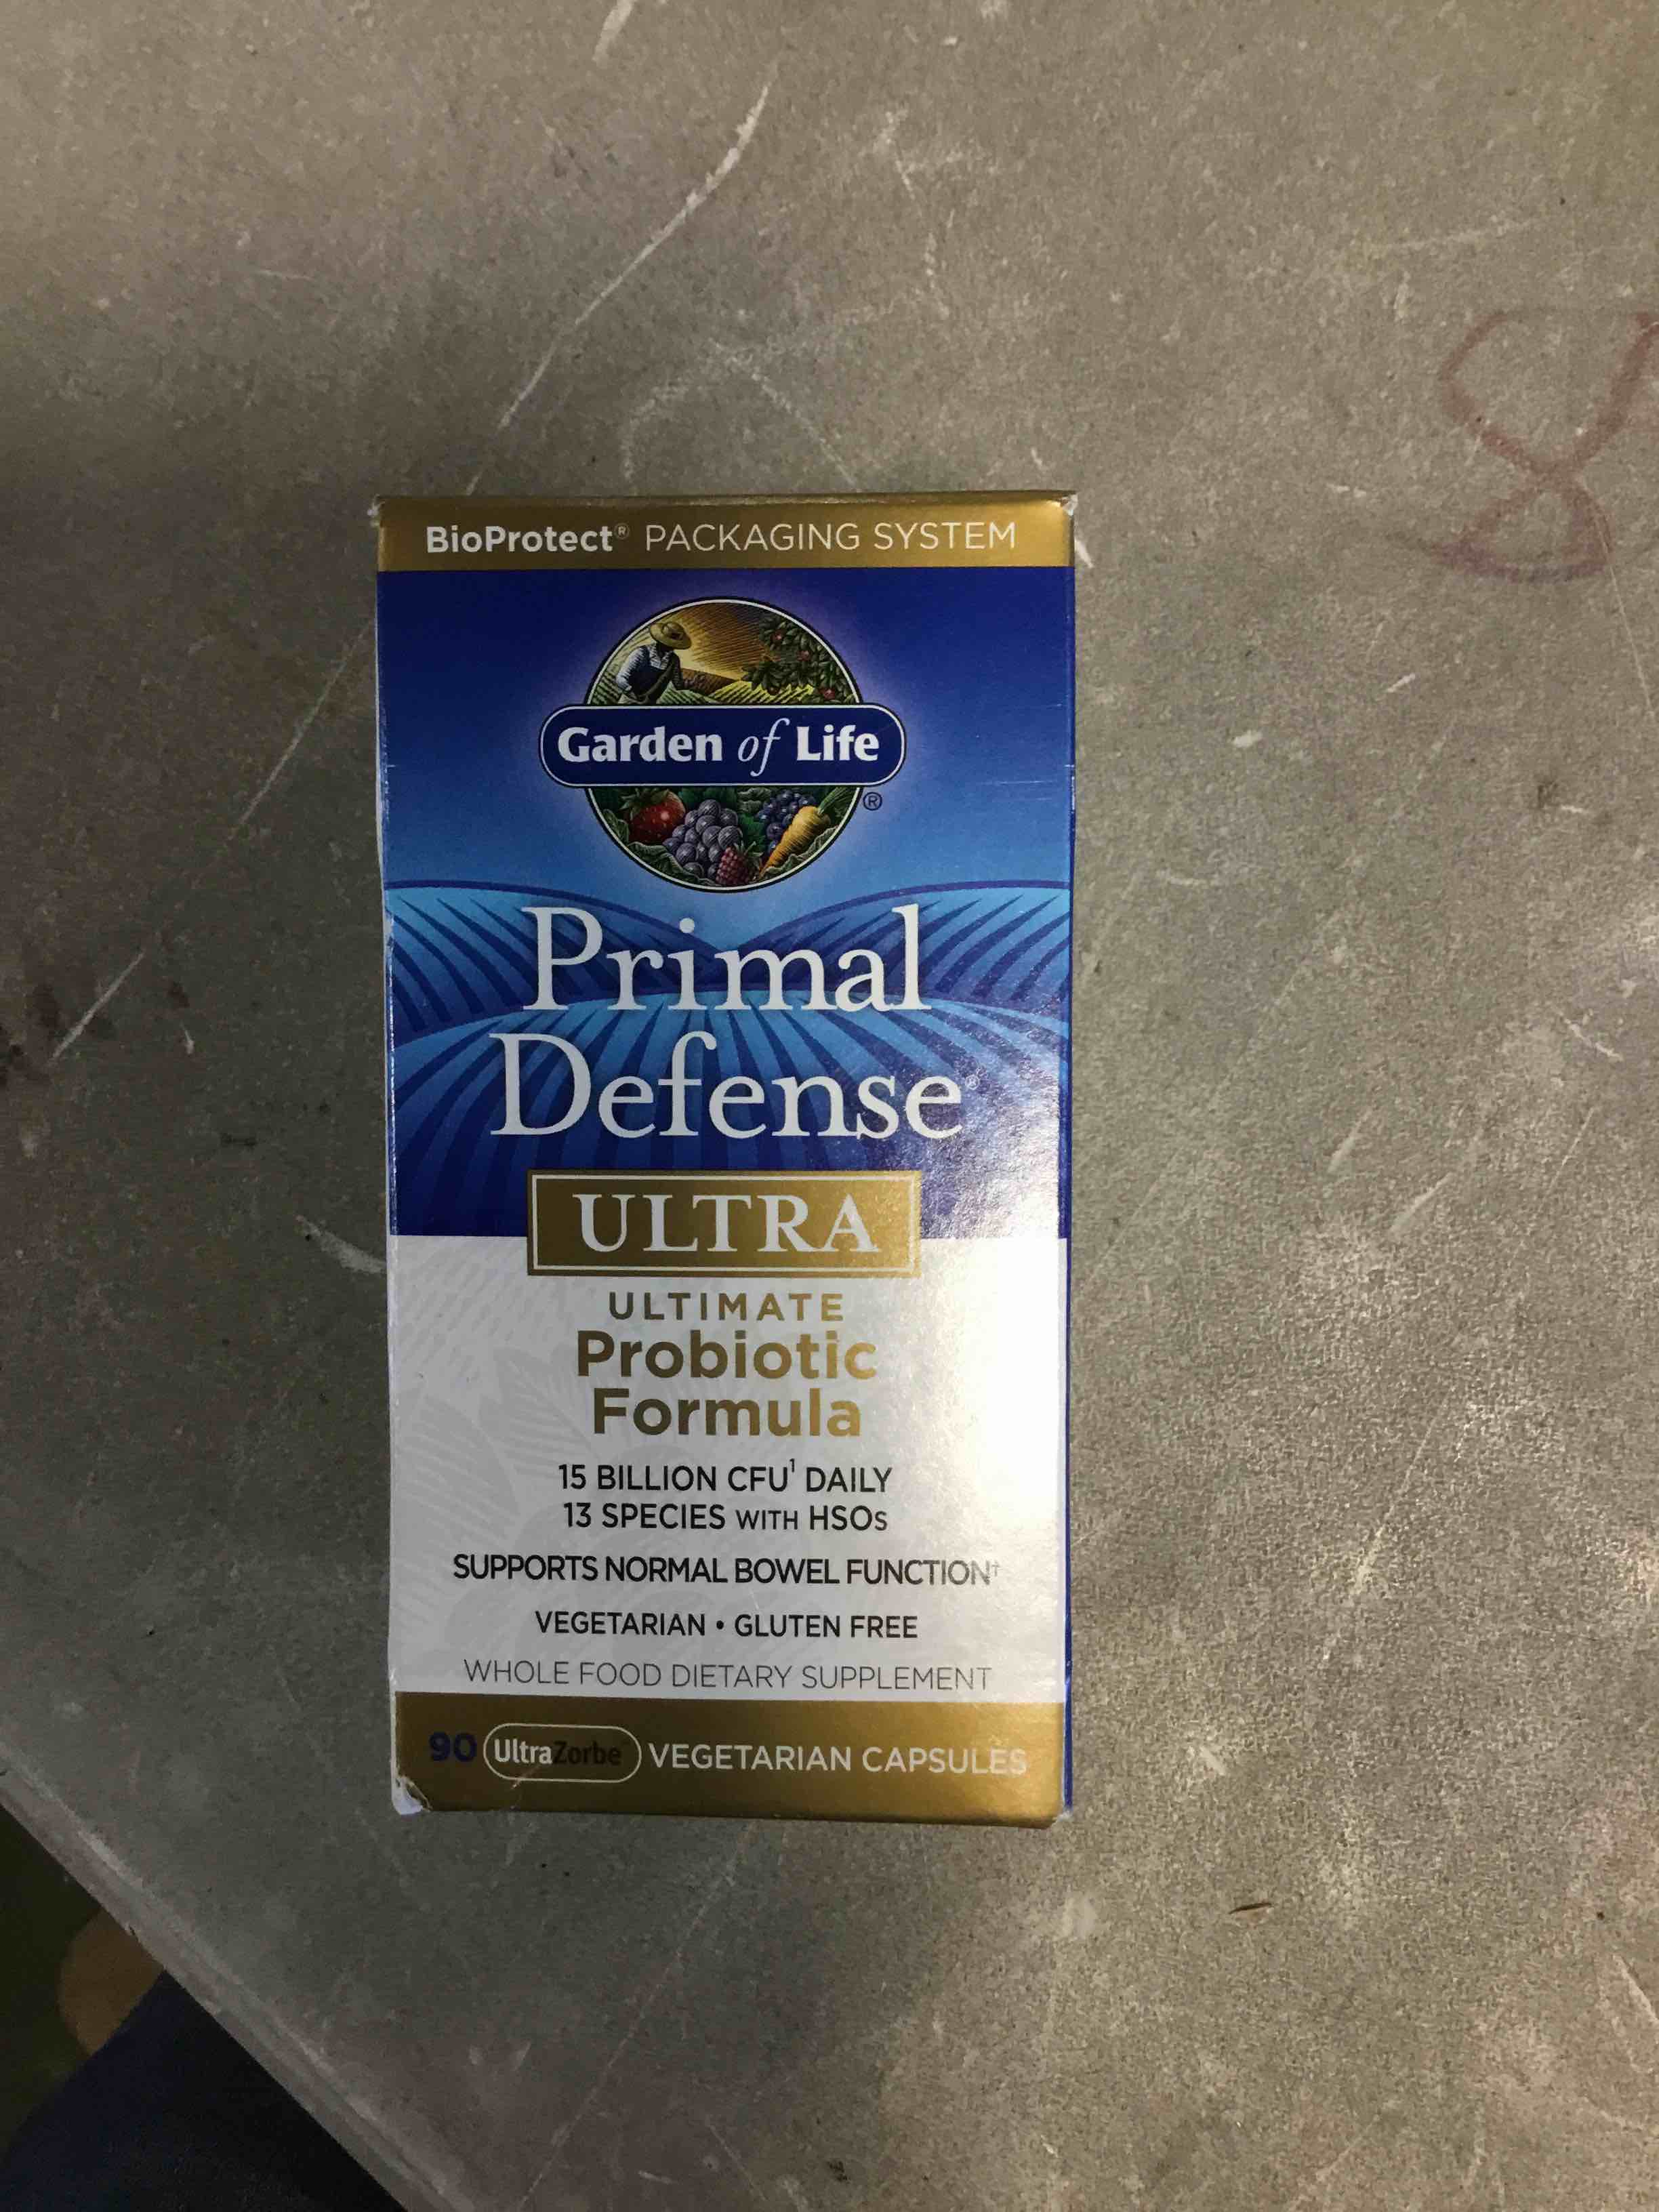 BioProtect® PACKAGING SYSTEM
Garden of Life
®
Primal
Defense®
ULTRA
ULTIMATE
Probiotic
Formula
15 BILLION CFU¹ DAILY
13 SPECIES WITH HSOs
SUPPORTS NORMAL BOWEL FUNCTION†
VEGETARIAN • GLUTEN FREE
WHOLE FOOD DIETARY SUPPLEMENT
90 UltraZorbe VEGETARIAN CAPSULES